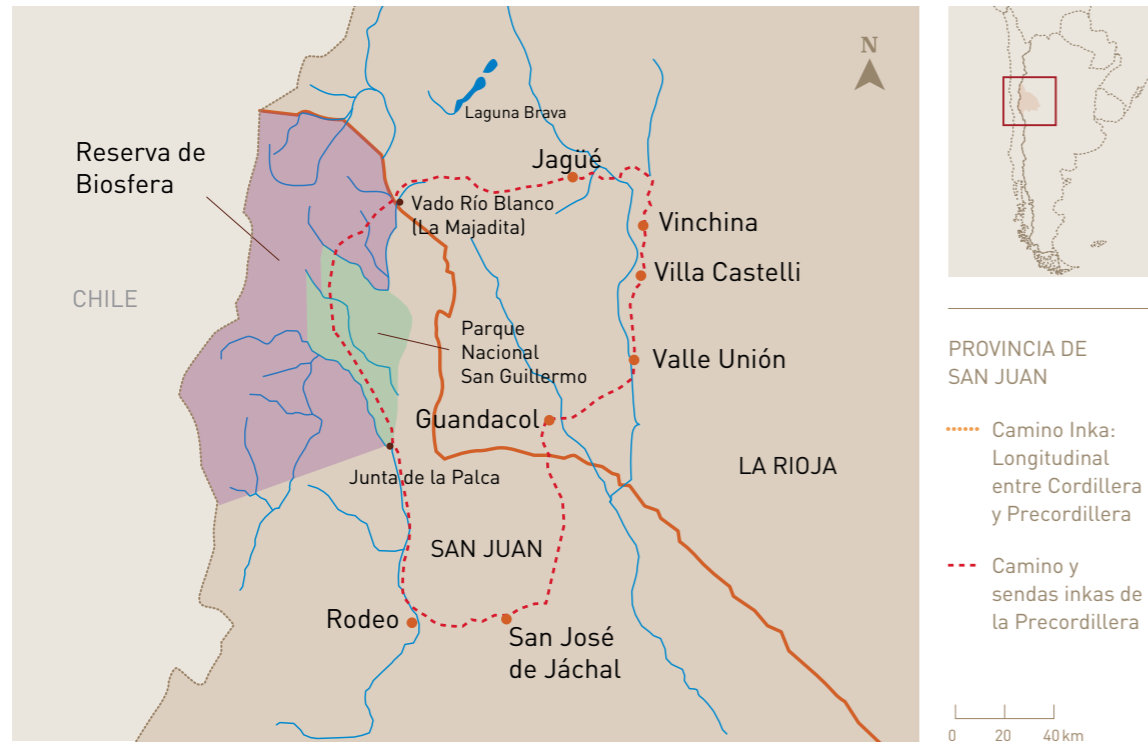 N
Laguna Brava
Reserva de
Biosfera
Jagüé
Vado Río Blanco
(La Majadita)
Vinchina
Villa Castelli
CHILE
Parque
Nacional
San Guillermo
Valle Unión
Guandacol
Junta de la Palca
LA RIOJA
SAN JUAN
Rodeo
San José
de Jáchal
PROVINCIA DE
SAN JUAN
Camino Inka:
Longitudinal
entre Cordillera
y Precordillera
Camino y
sendas inkas de
la Precordillera
0 20 40 km